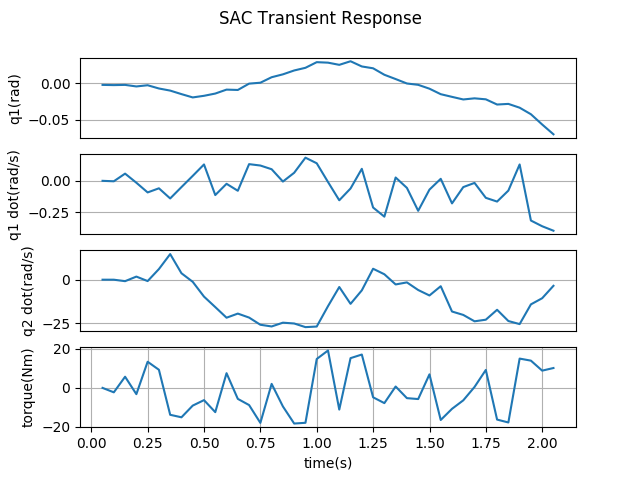 SAC Transient Response
q1(rad)
0.00
−0.05
q1 dot(rad/s)
0.00
−0.25
q2 dot(rad/s)
0
−25
torque(Nm)
20
0
−20
0.00 0.25 0.50 0.75 1.00 1.25 1.50 1.75 2.00
time(s)